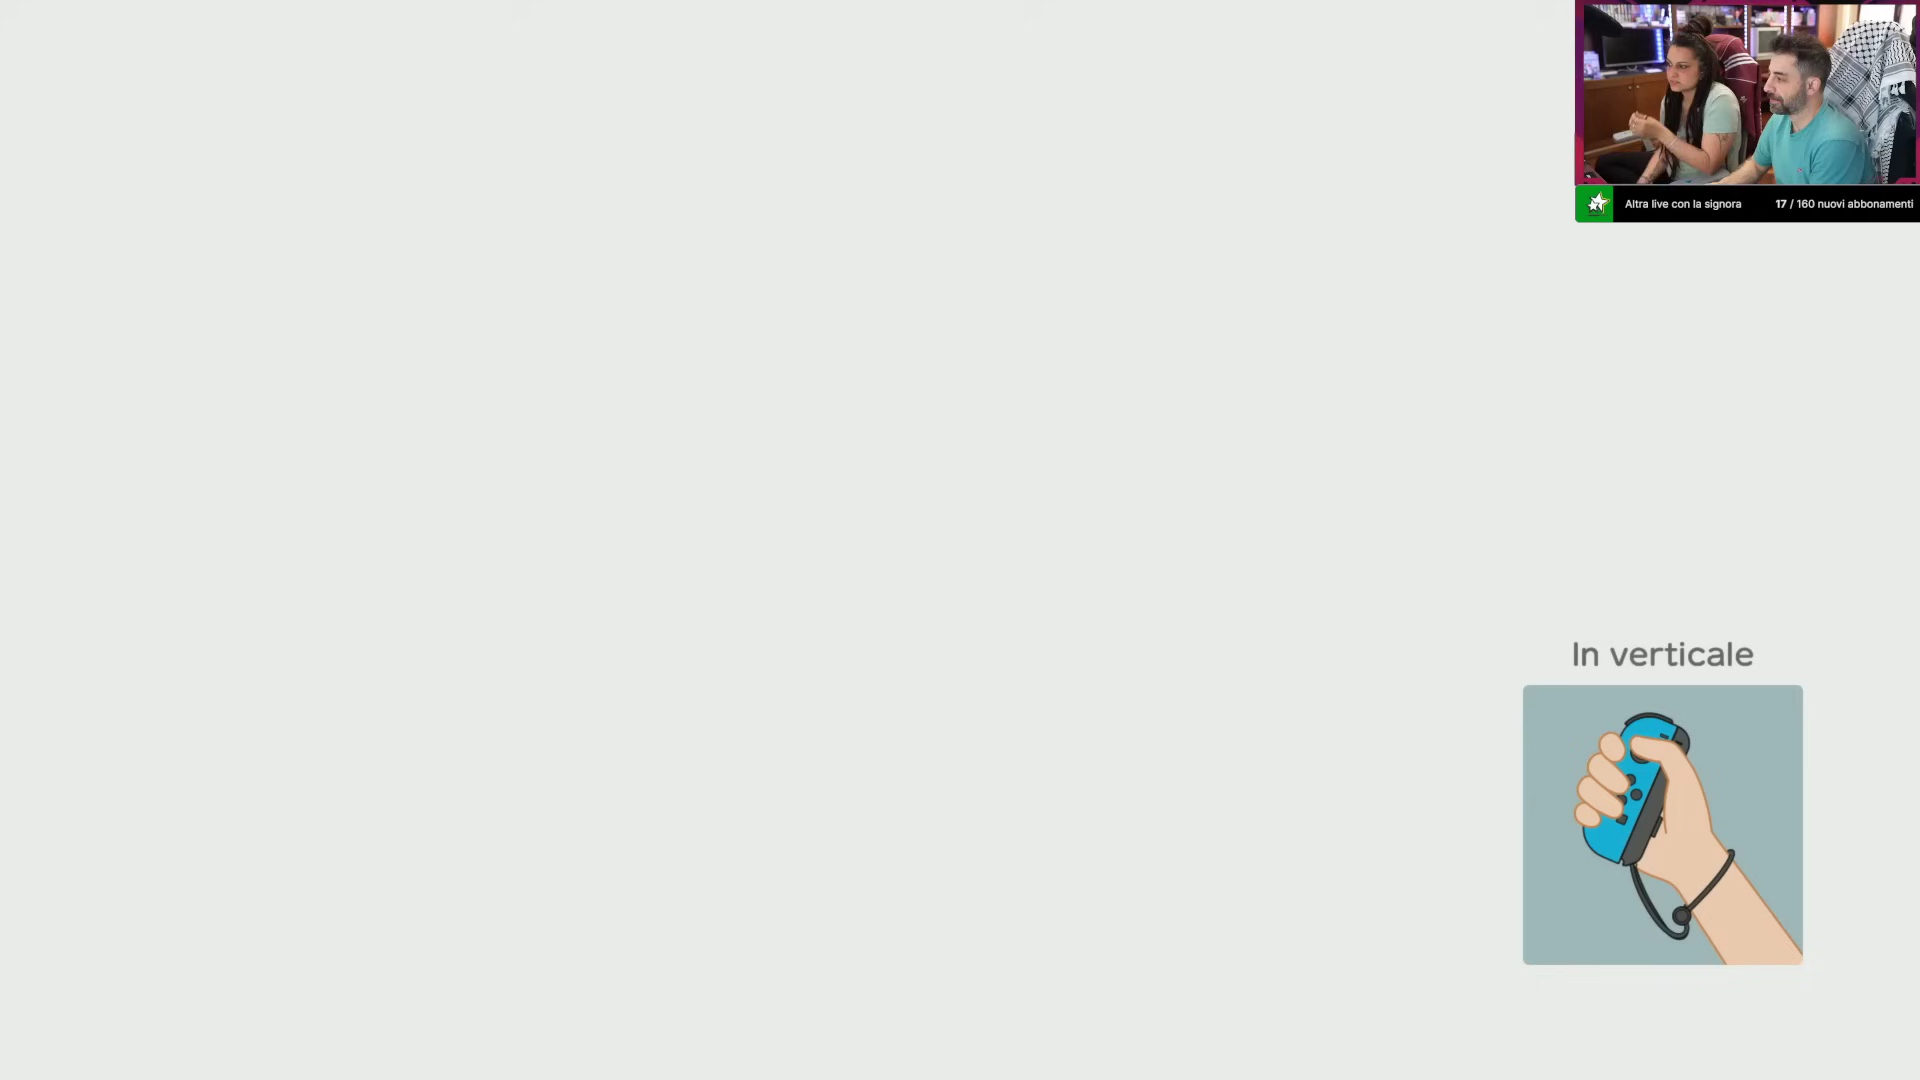 Altra live con la signora
17 / 160 nuovi abbonamenti
In verticale